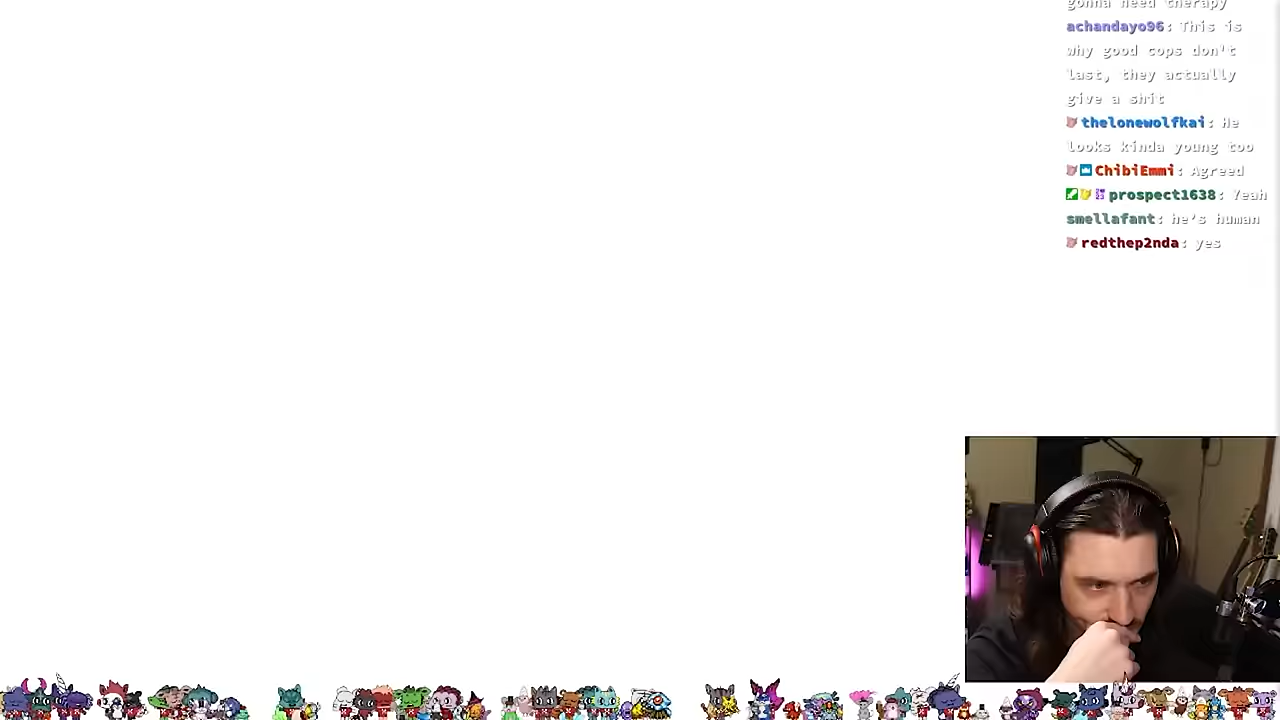 gonna need therapy
achandayo96: This is
why good cops don't
last, they actually
give a shit
thelonewolfkai: He
looks kinda young too
ChibiEmmi: Agreed
prospect1638: Yeah
smellafant: he's human
redthep2nda: yes